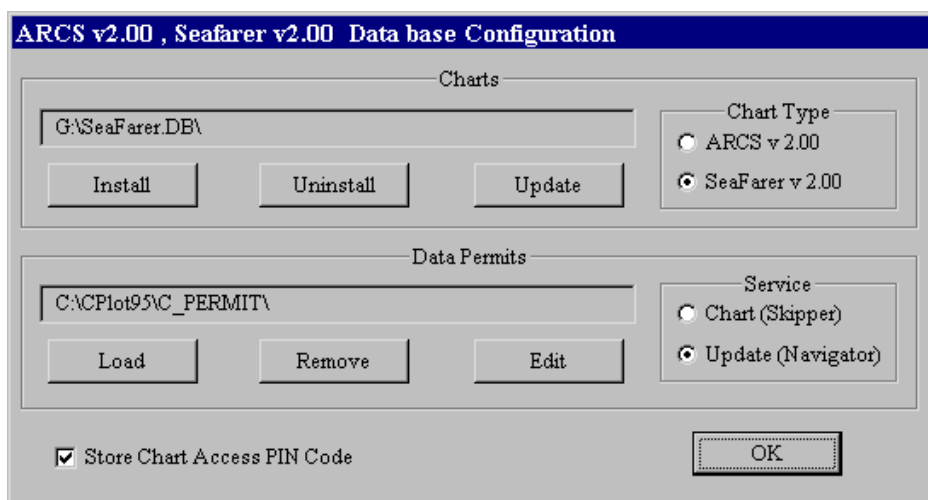 ARCS v2.00 , Seafarer v2.00 Data base Configuration
Charts
G:\SeaFarer.DB\
Install
Uninstall
Update
Chart Type
ARCS v 2.00
SeaFarer v 2.00
Data Permits
C:\CPlot95\C_PERMIT\
Load
Remove
Edit
Service
Chart (Skipper)
Update (Navigator)
Store Chart Access PIN Code
OK